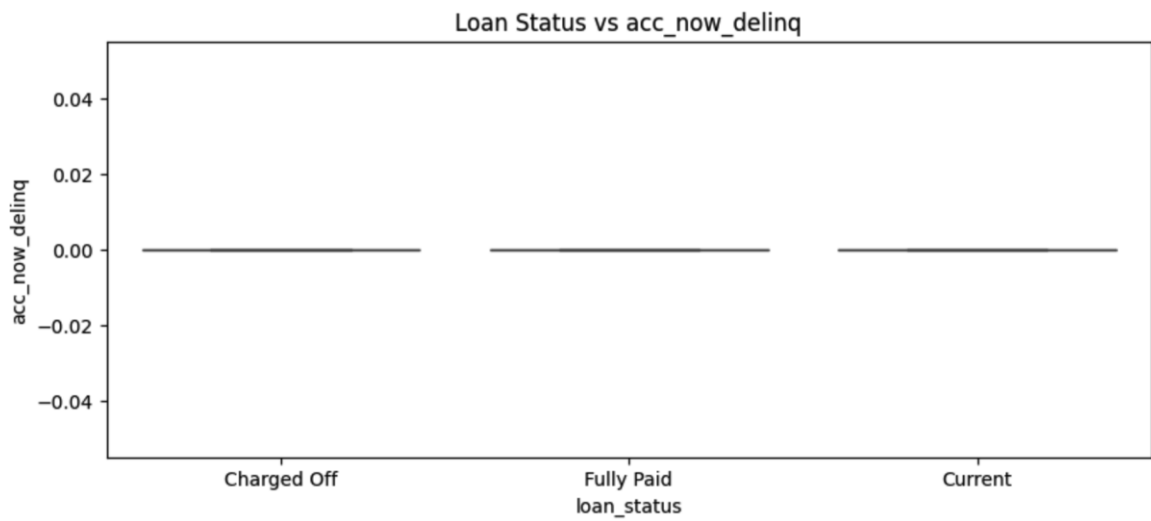 Loan Status vs acc_now_delinq
0.04
0.02
0.00
−0.02
−0.04
acc_now_delinq
Charged Off Fully Paid Current
loan_status